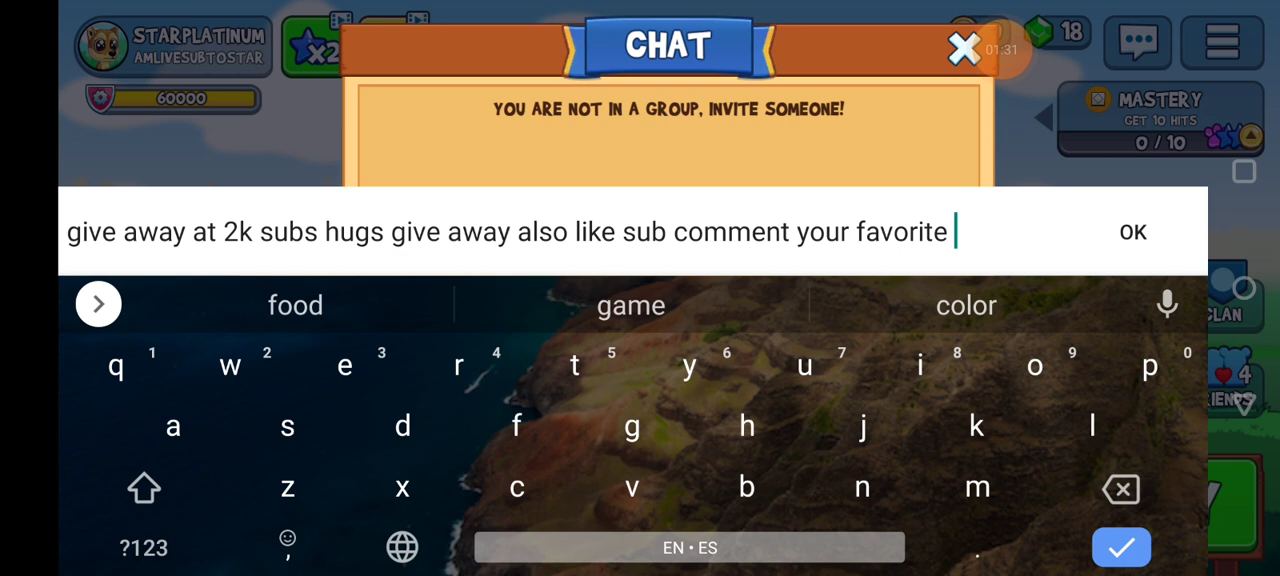 STARPLATINUM
AMLIVESUBTOSTAR
60000
X2
CHAT
01:31
18
MASTERY
GET 10 HITS
0 / 10
YOU ARE NOT IN A GROUP, INVITE SOMEONE!
give away at 2k subs hugs give away also like sub comment your favorite
OK
food game color
CLAN
4
q 1 w 2 e 3 r 4 t 5 y 6 u 7 i 8 o 9 p 0
a s d f g h j k l
z x c v b n m
?123 , EN • ES .